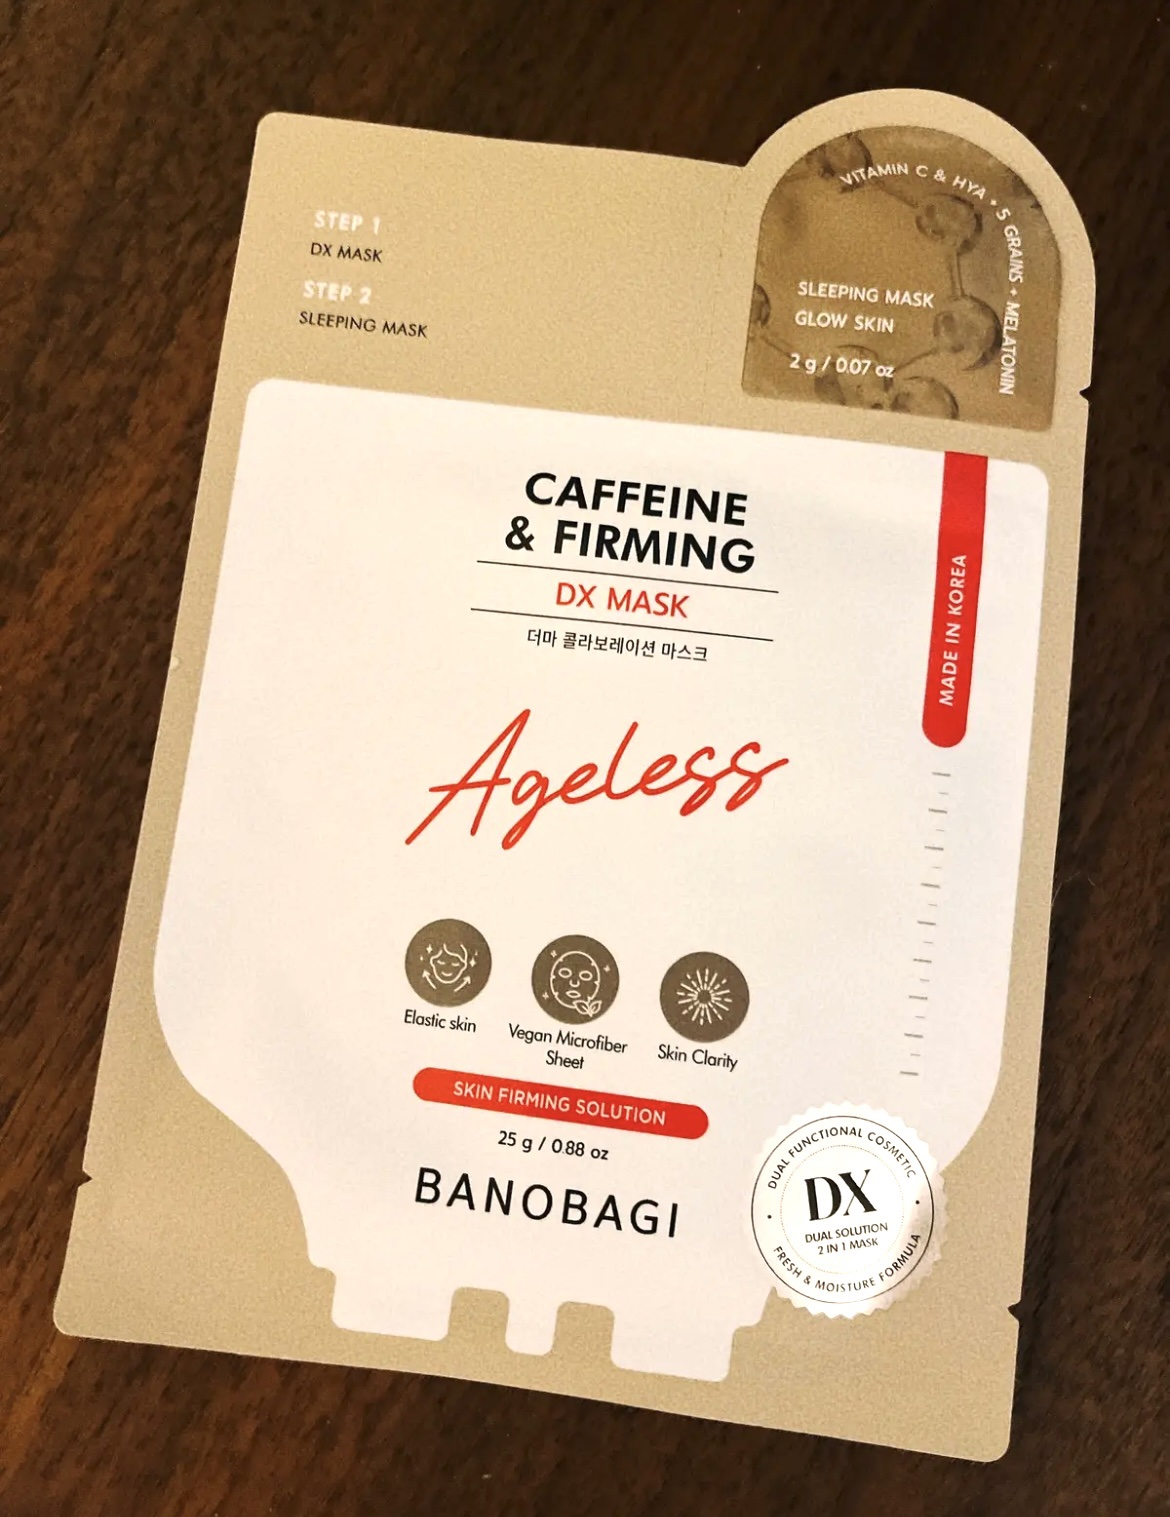 STEP 1
DX MASK
STEP 2
SLEEPING MASK
VITAMIN C & HYA + 5 GRAINS + MELATONIN
SLEEPING MASK
GLOW SKIN
2 g / 0.07 oz
CAFFEINE
& FIRMING
DX MASK
더마 콜라보레이션 마스크
MADE IN KOREA
Ageless
Elastic skin
Vegan Microfiber
Sheet
Skin Clarity
SKIN FIRMING SOLUTION
25 g / 0.88 oz
BANOBAGI
DUAL FUNCTIONAL COSMETIC
DX
DUAL SOLUTION
2 IN 1 MASK
FRESH & MOISTURE FORMULA